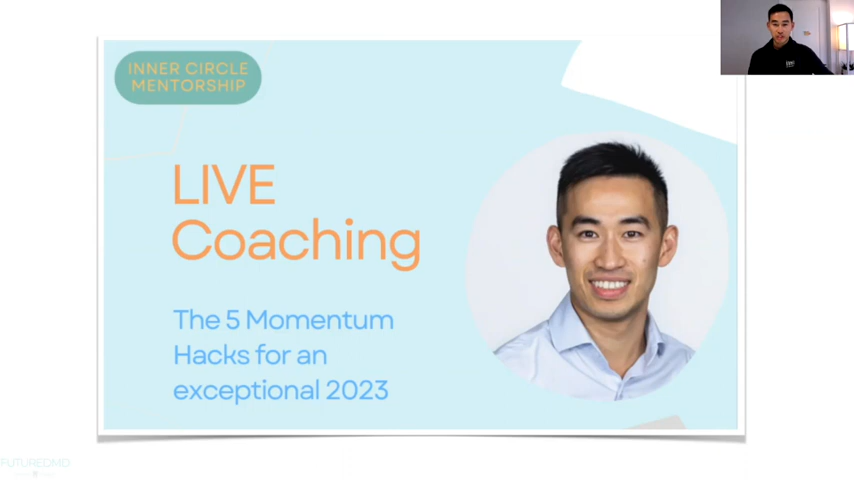 INNER CIRCLE
MENTORSHIP
LIVE
Coaching
The 5 Momentum
Hacks for an
exceptional 2023
FUTUREDMD